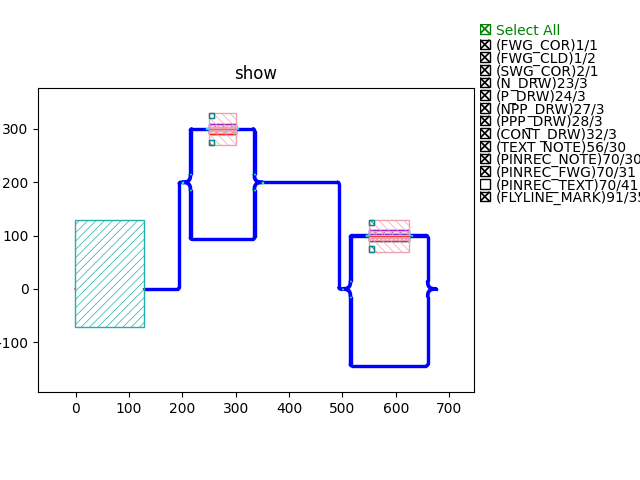 show
Select All
(FWG_COR)1/1
(FWG_CLD)1/2
(SWG_COR)2/1
(N_DRW)23/3
(P_DRW)24/3
(NPP_DRW)27/3
(PPP_DRW)28/3
(CONT_DRW)32/3
(TEXT_NOTE)56/30
(PINREC_NOTE)70/30
(PINREC_FWG)70/31
(PINREC_TEXT)70/41
(FLYLINE_MARK)91/35
300
200
100
0
-100
0 100 200 300 400 500 600 700